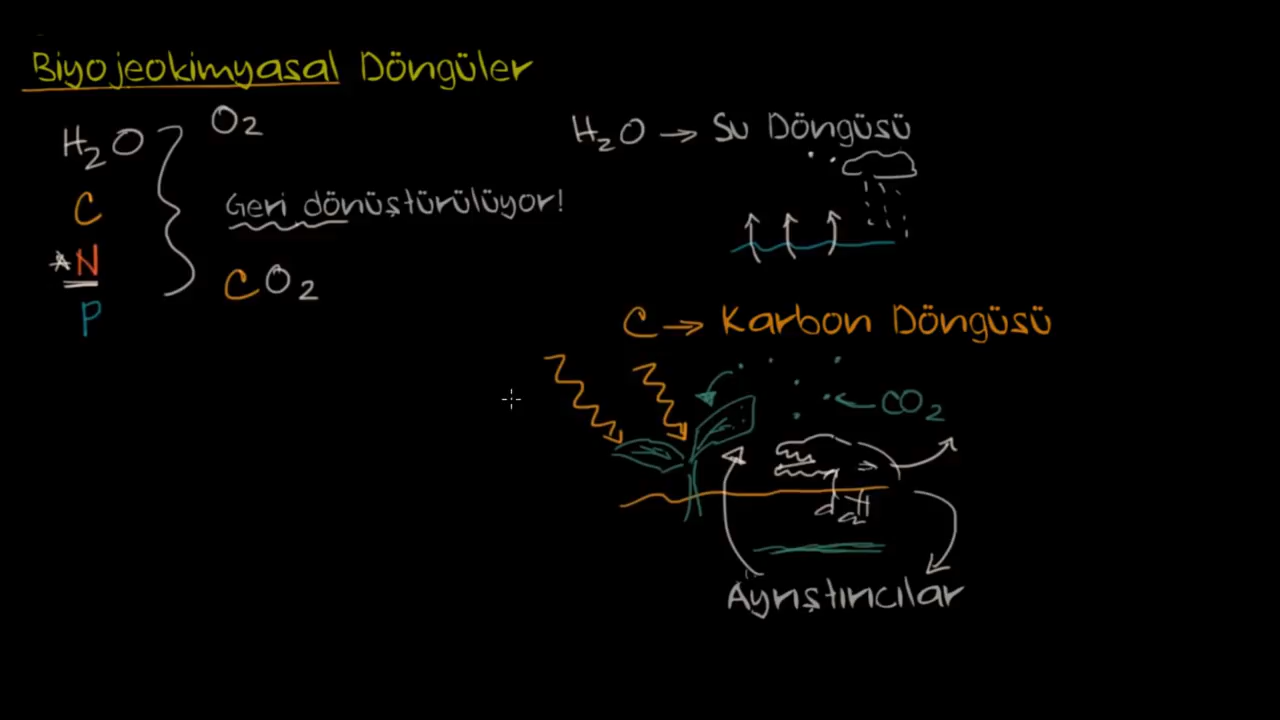 Biyojeokimyasal Döngüler
H₂O
O₂
C
Geri dönüştürülüyor!
*N
CO₂
P
H₂O → Su Döngüsü
C → Karbon Döngüsü
CO₂
Ayrıştırıcılar